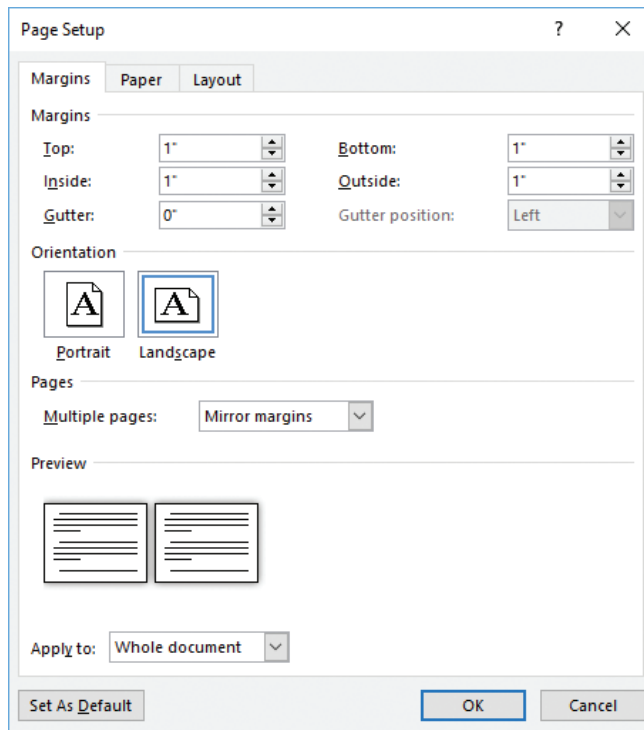 Page Setup ?
Margins Paper Layout
Margins
Top: 1" Bottom: 1"
Inside: 1" Outside: 1"
Gutter: 0" Gutter position: Left
Orientation
A A
Portrait Landscape
Pages
Multiple pages: Mirror margins
Preview
Apply to: Whole document
Set As Default OK Cancel